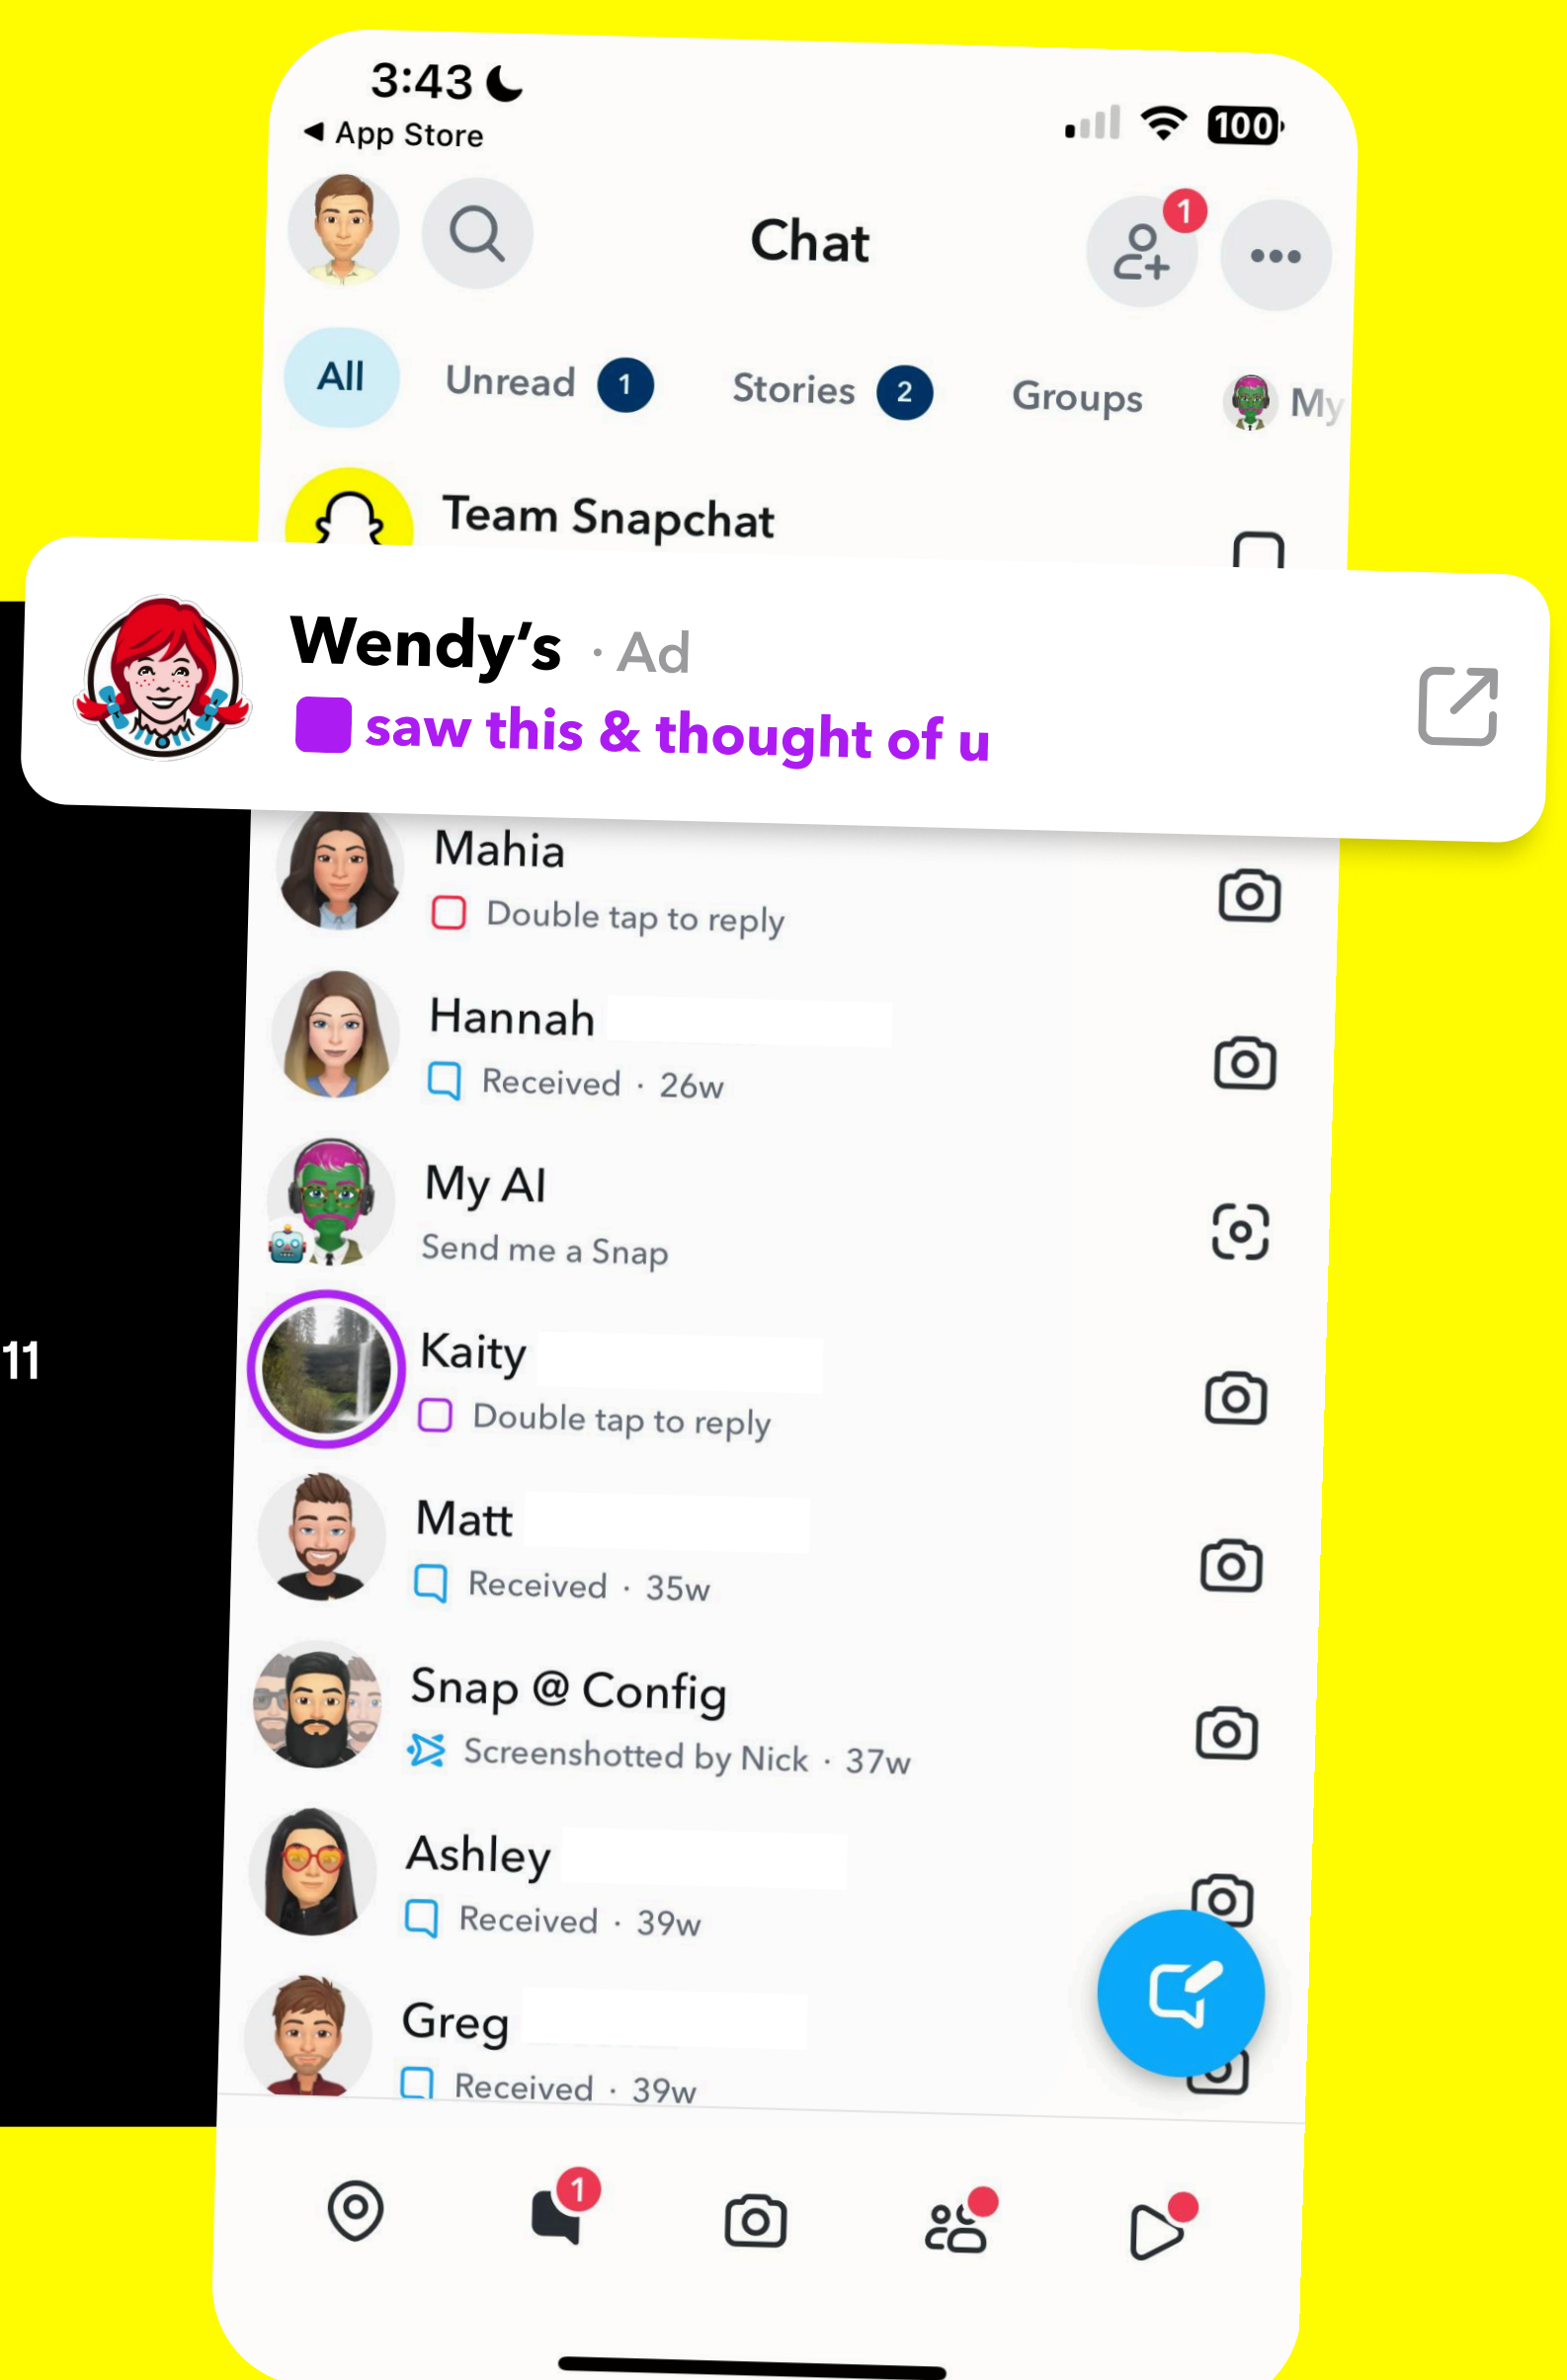 3:43
App Store
100
Chat
1
All
Unread 1
Stories 2
Groups
My
Team Snapchat
Wendy’s · Ad
saw this & thought of u
Mahia
Double tap to reply
Hannah
Received · 26w
My AI
Send me a Snap
11
Kaity
Double tap to reply
Matt
Received · 35w
Snap @ Config
Screenshotted by Nick · 37w
Ashley
Received · 39w
Greg
Received · 39w
1